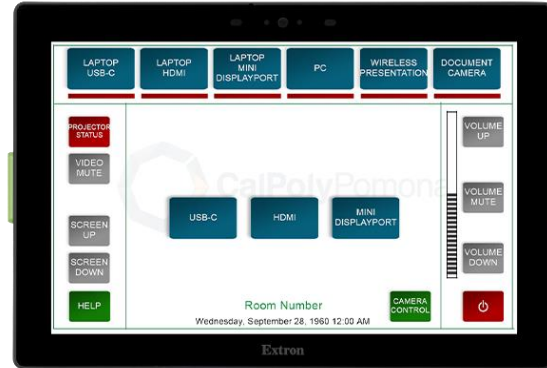 LAPTOP
USB-C
LAPTOP
HDMI
LAPTOP
MINI
DISPLAYPORT
PC
WIRELESS
PRESENTATION
DOCUMENT
CAMERA
PROJECTOR
STATUS
VIDEO
MUTE
SCREEN
UP
SCREEN
DOWN
HELP
CalPolyPomona
USB-C
HDMI
MINI
DISPLAYPORT
VOLUME
UP
VOLUME
MUTE
VOLUME
DOWN
Room Number
Wednesday, September 28, 1960 12:00 AM
CAMERA
CONTROL
Extron